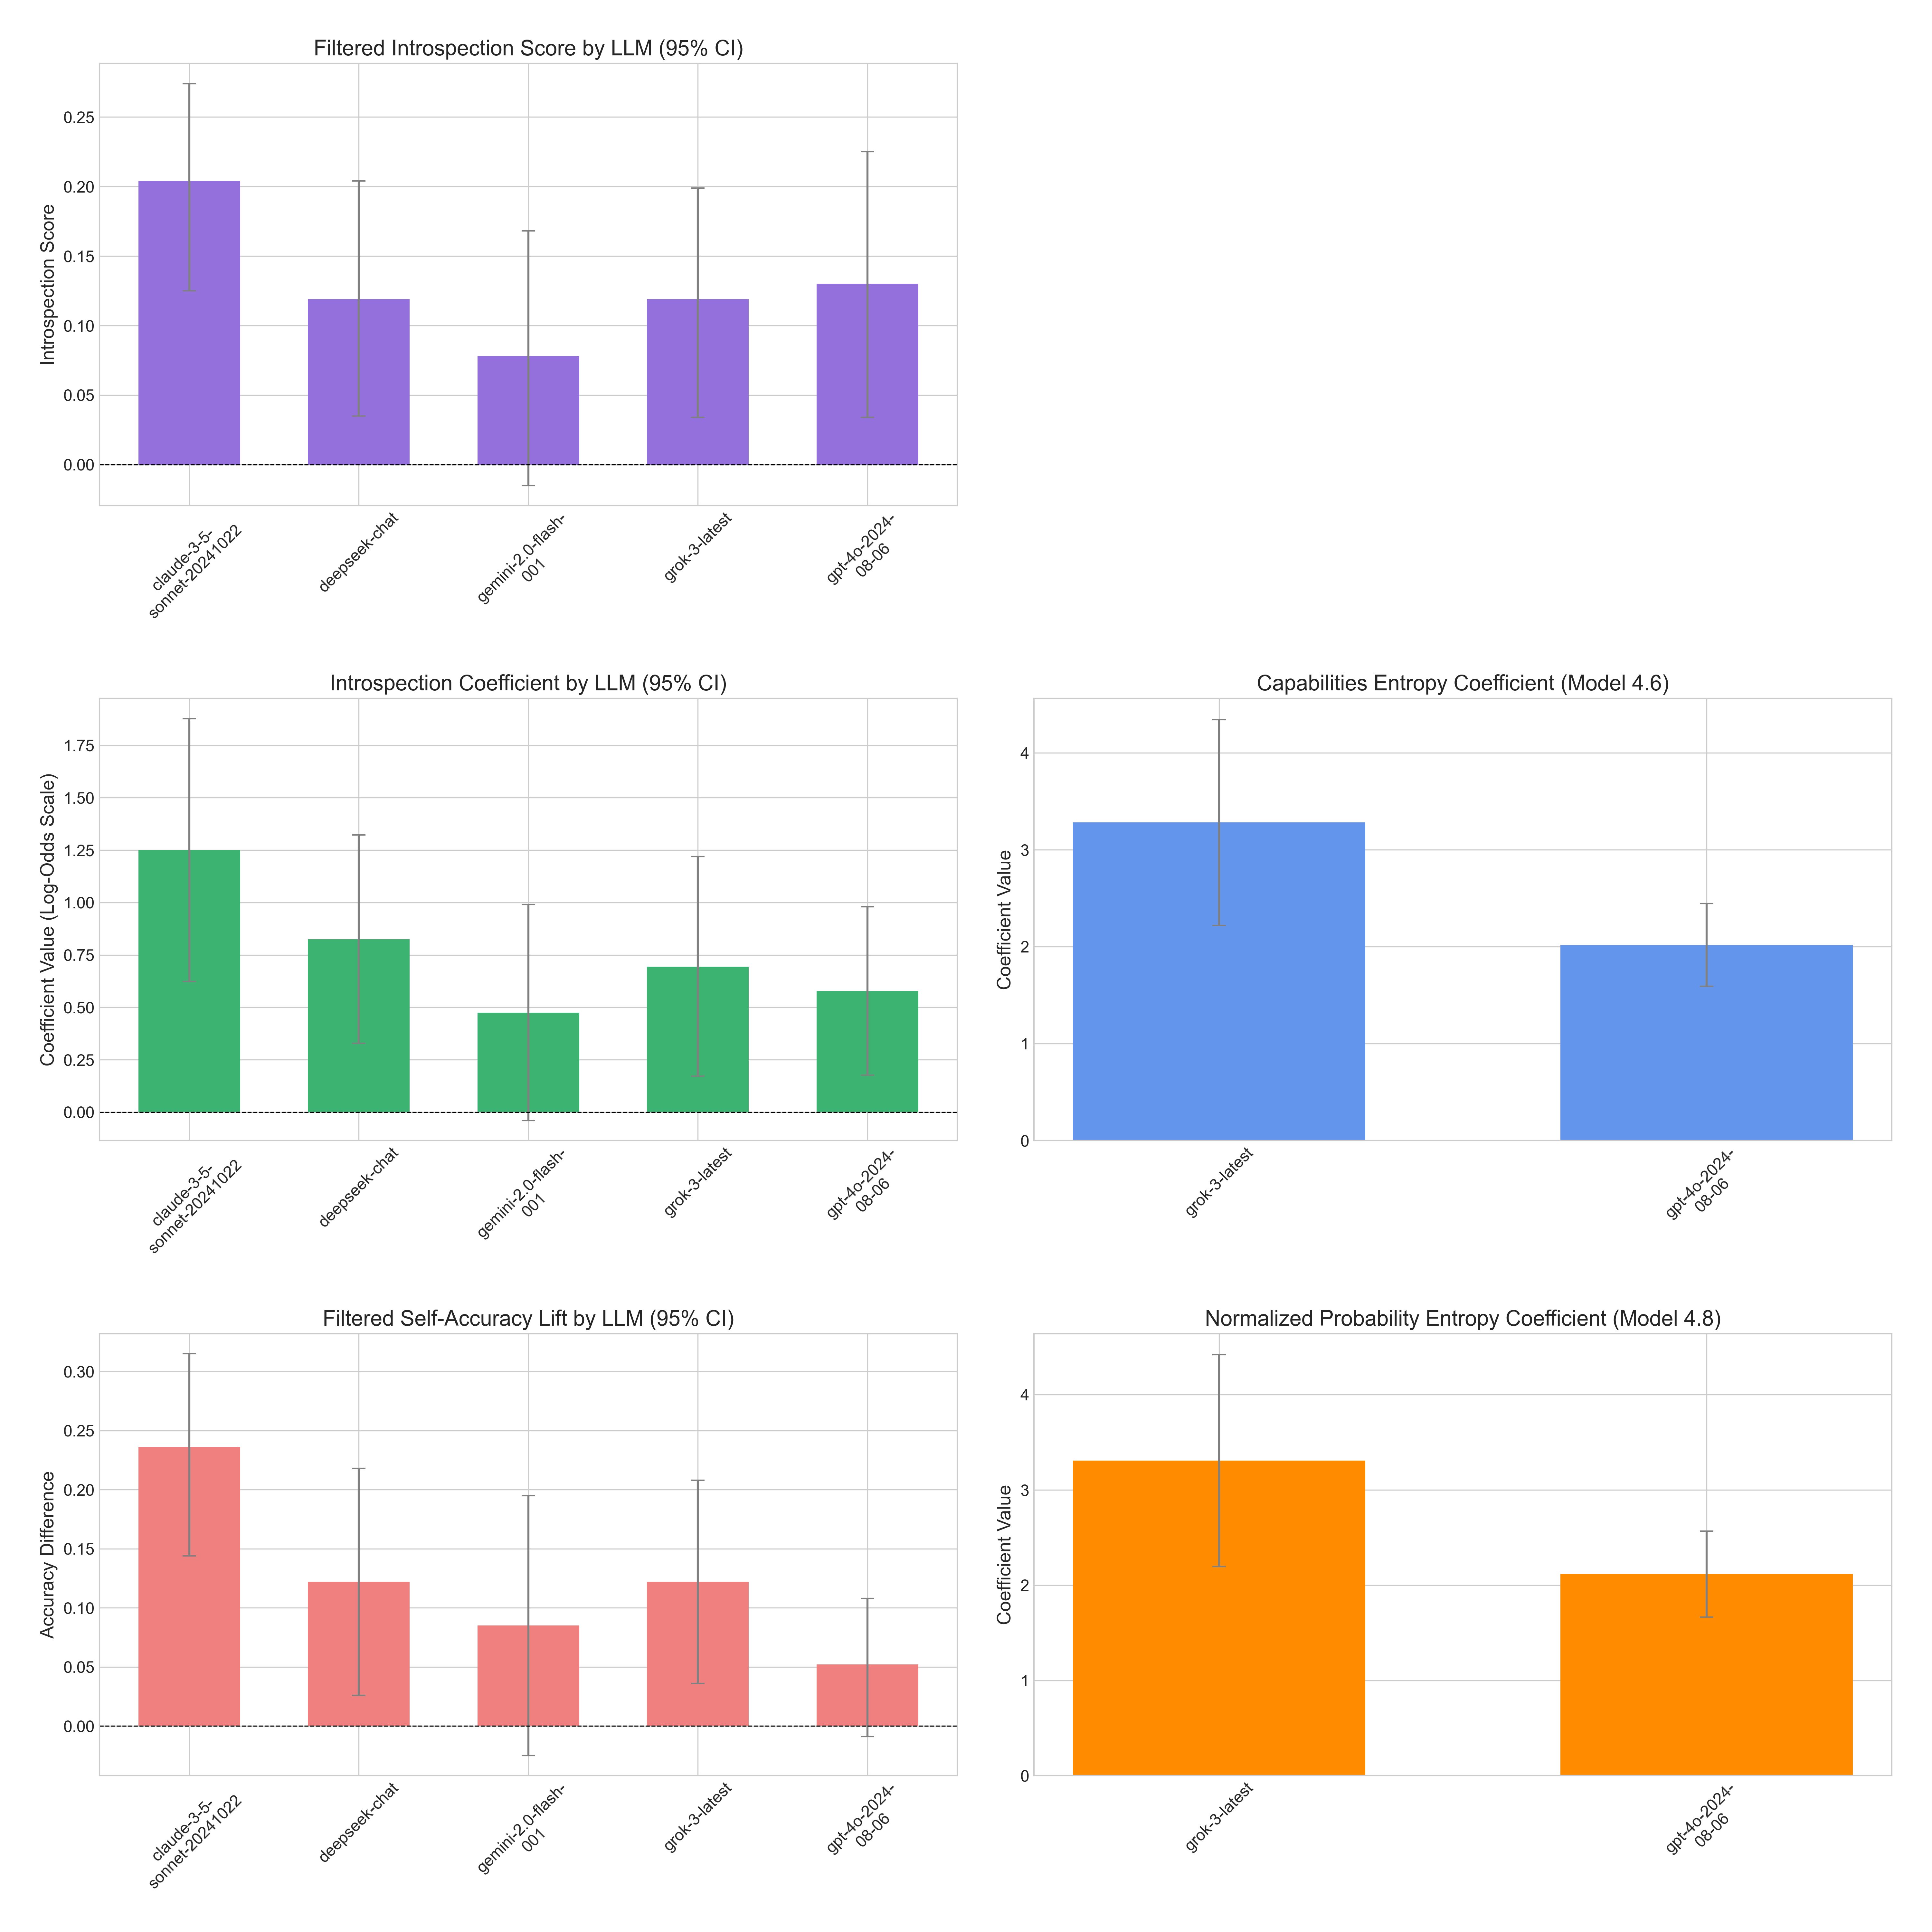 Filtered Introspection Score by LLM (95% CI)
Introspection Score
0.25
0.20
0.15
0.10
0.05
0.00
claude-3-5-
sonnet-20241022
deepseek-chat
gemini-2.0-flash-
001
grok-3-latest
gpt-4o-2024-
08-06
Introspection Coefficient by LLM (95% CI)
Coefficient Value (Log-Odds Scale)
1.75
1.50
1.25
1.00
0.75
0.50
0.25
0.00
claude-3-5-
sonnet-20241022
deepseek-chat
gemini-2.0-flash-
001
grok-3-latest
gpt-4o-2024-
08-06
Capabilities Entropy Coefficient (Model 4.6)
Coefficient Value
4
3
2
1
0
grok-3-latest
gpt-4o-2024-
08-06
Filtered Self-Accuracy Lift by LLM (95% CI)
Accuracy Difference
0.30
0.25
0.20
0.15
0.10
0.05
0.00
claude-3-5-
sonnet-20241022
deepseek-chat
gemini-2.0-flash-
001
grok-3-latest
gpt-4o-2024-
08-06
Normalized Probability Entropy Coefficient (Model 4.8)
Coefficient Value
4
3
2
1
0
grok-3-latest
gpt-4o-2024-
08-06